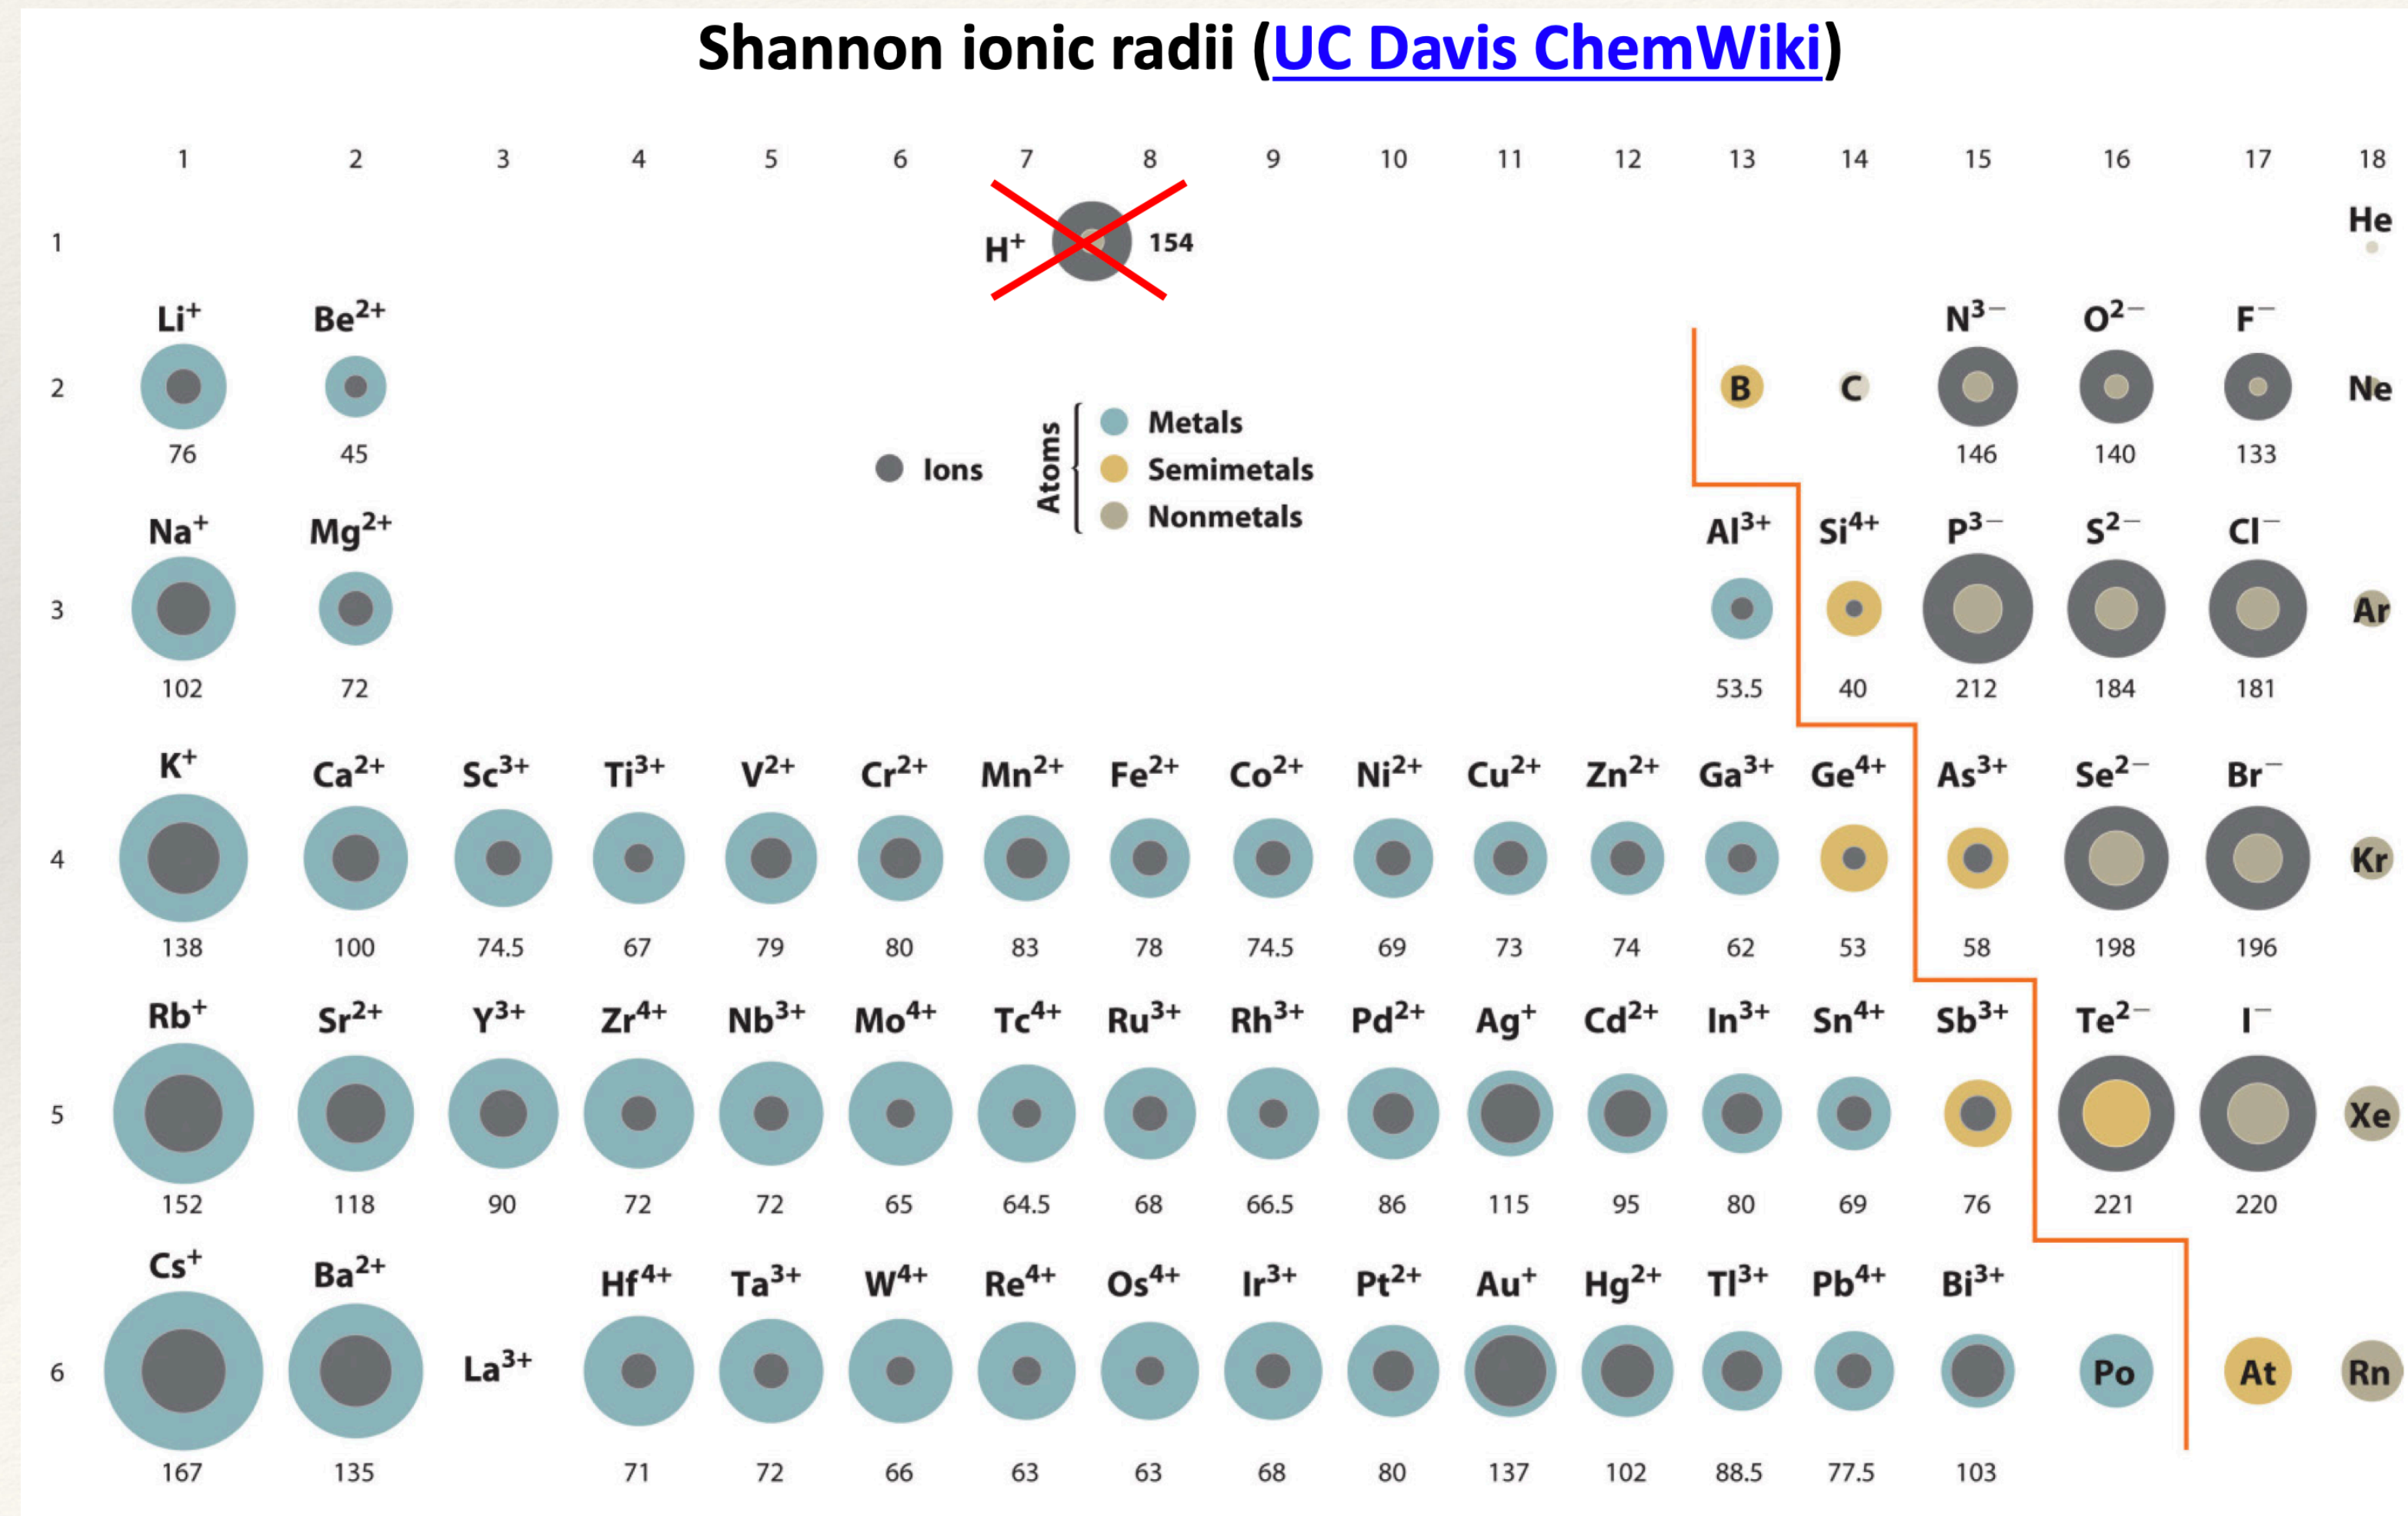 Shannon ionic radii (UC Davis ChemWiki)
1 2 3 4 5 6 7 8 9 10 11 12 13 14 15 16 17 18
1 H⁺ 154 He
Li⁺ Be²⁺ N³⁻ O²⁻ F⁻
2 B C Ne
76 45 146 140 133
Ions
Atoms
Metals
Semimetals
Nonmetals
Na⁺ Mg²⁺ Al³⁺ Si⁴⁺ P³⁻ S²⁻ Cl⁻
3 Ar
102 72 53.5 40 212 184 181
K⁺ Ca²⁺ Sc³⁺ Ti³⁺ V²⁺ Cr²⁺ Mn²⁺ Fe²⁺ Co²⁺ Ni²⁺ Cu²⁺ Zn²⁺ Ga³⁺ Ge⁴⁺ As³⁺ Se²⁻ Br⁻
4 Kr
138 100 74.5 67 79 80 83 78 74.5 69 73 74 62 53 58 198 196
Rb⁺ Sr²⁺ Y³⁺ Zr⁴⁺ Nb³⁺ Mo⁴⁺ Tc⁴⁺ Ru³⁺ Rh³⁺ Pd²⁺ Ag⁺ Cd²⁺ In³⁺ Sn⁴⁺ Sb³⁺ Te²⁻ I⁻
5 Xe
152 118 90 72 72 65 64.5 68 66.5 86 115 95 80 69 76 221 220
Cs⁺ Ba²⁺ Hf⁴⁺ Ta³⁺ W⁴⁺ Re⁴⁺ Os⁴⁺ Ir³⁺ Pt²⁺ Au⁺ Hg²⁺ Tl³⁺ Pb⁴⁺ Bi³⁺
6 La³⁺ Po At Rn
167 135 71 72 66 63 63 68 80 137 102 88.5 77.5 103